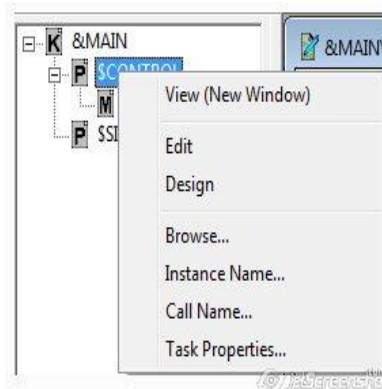 K &MAIN
&MAIN
P $CONTROL
M
P $SI
View (New Window)
Edit
Design
Browse...
Instance Name...
Call Name...
Task Properties...